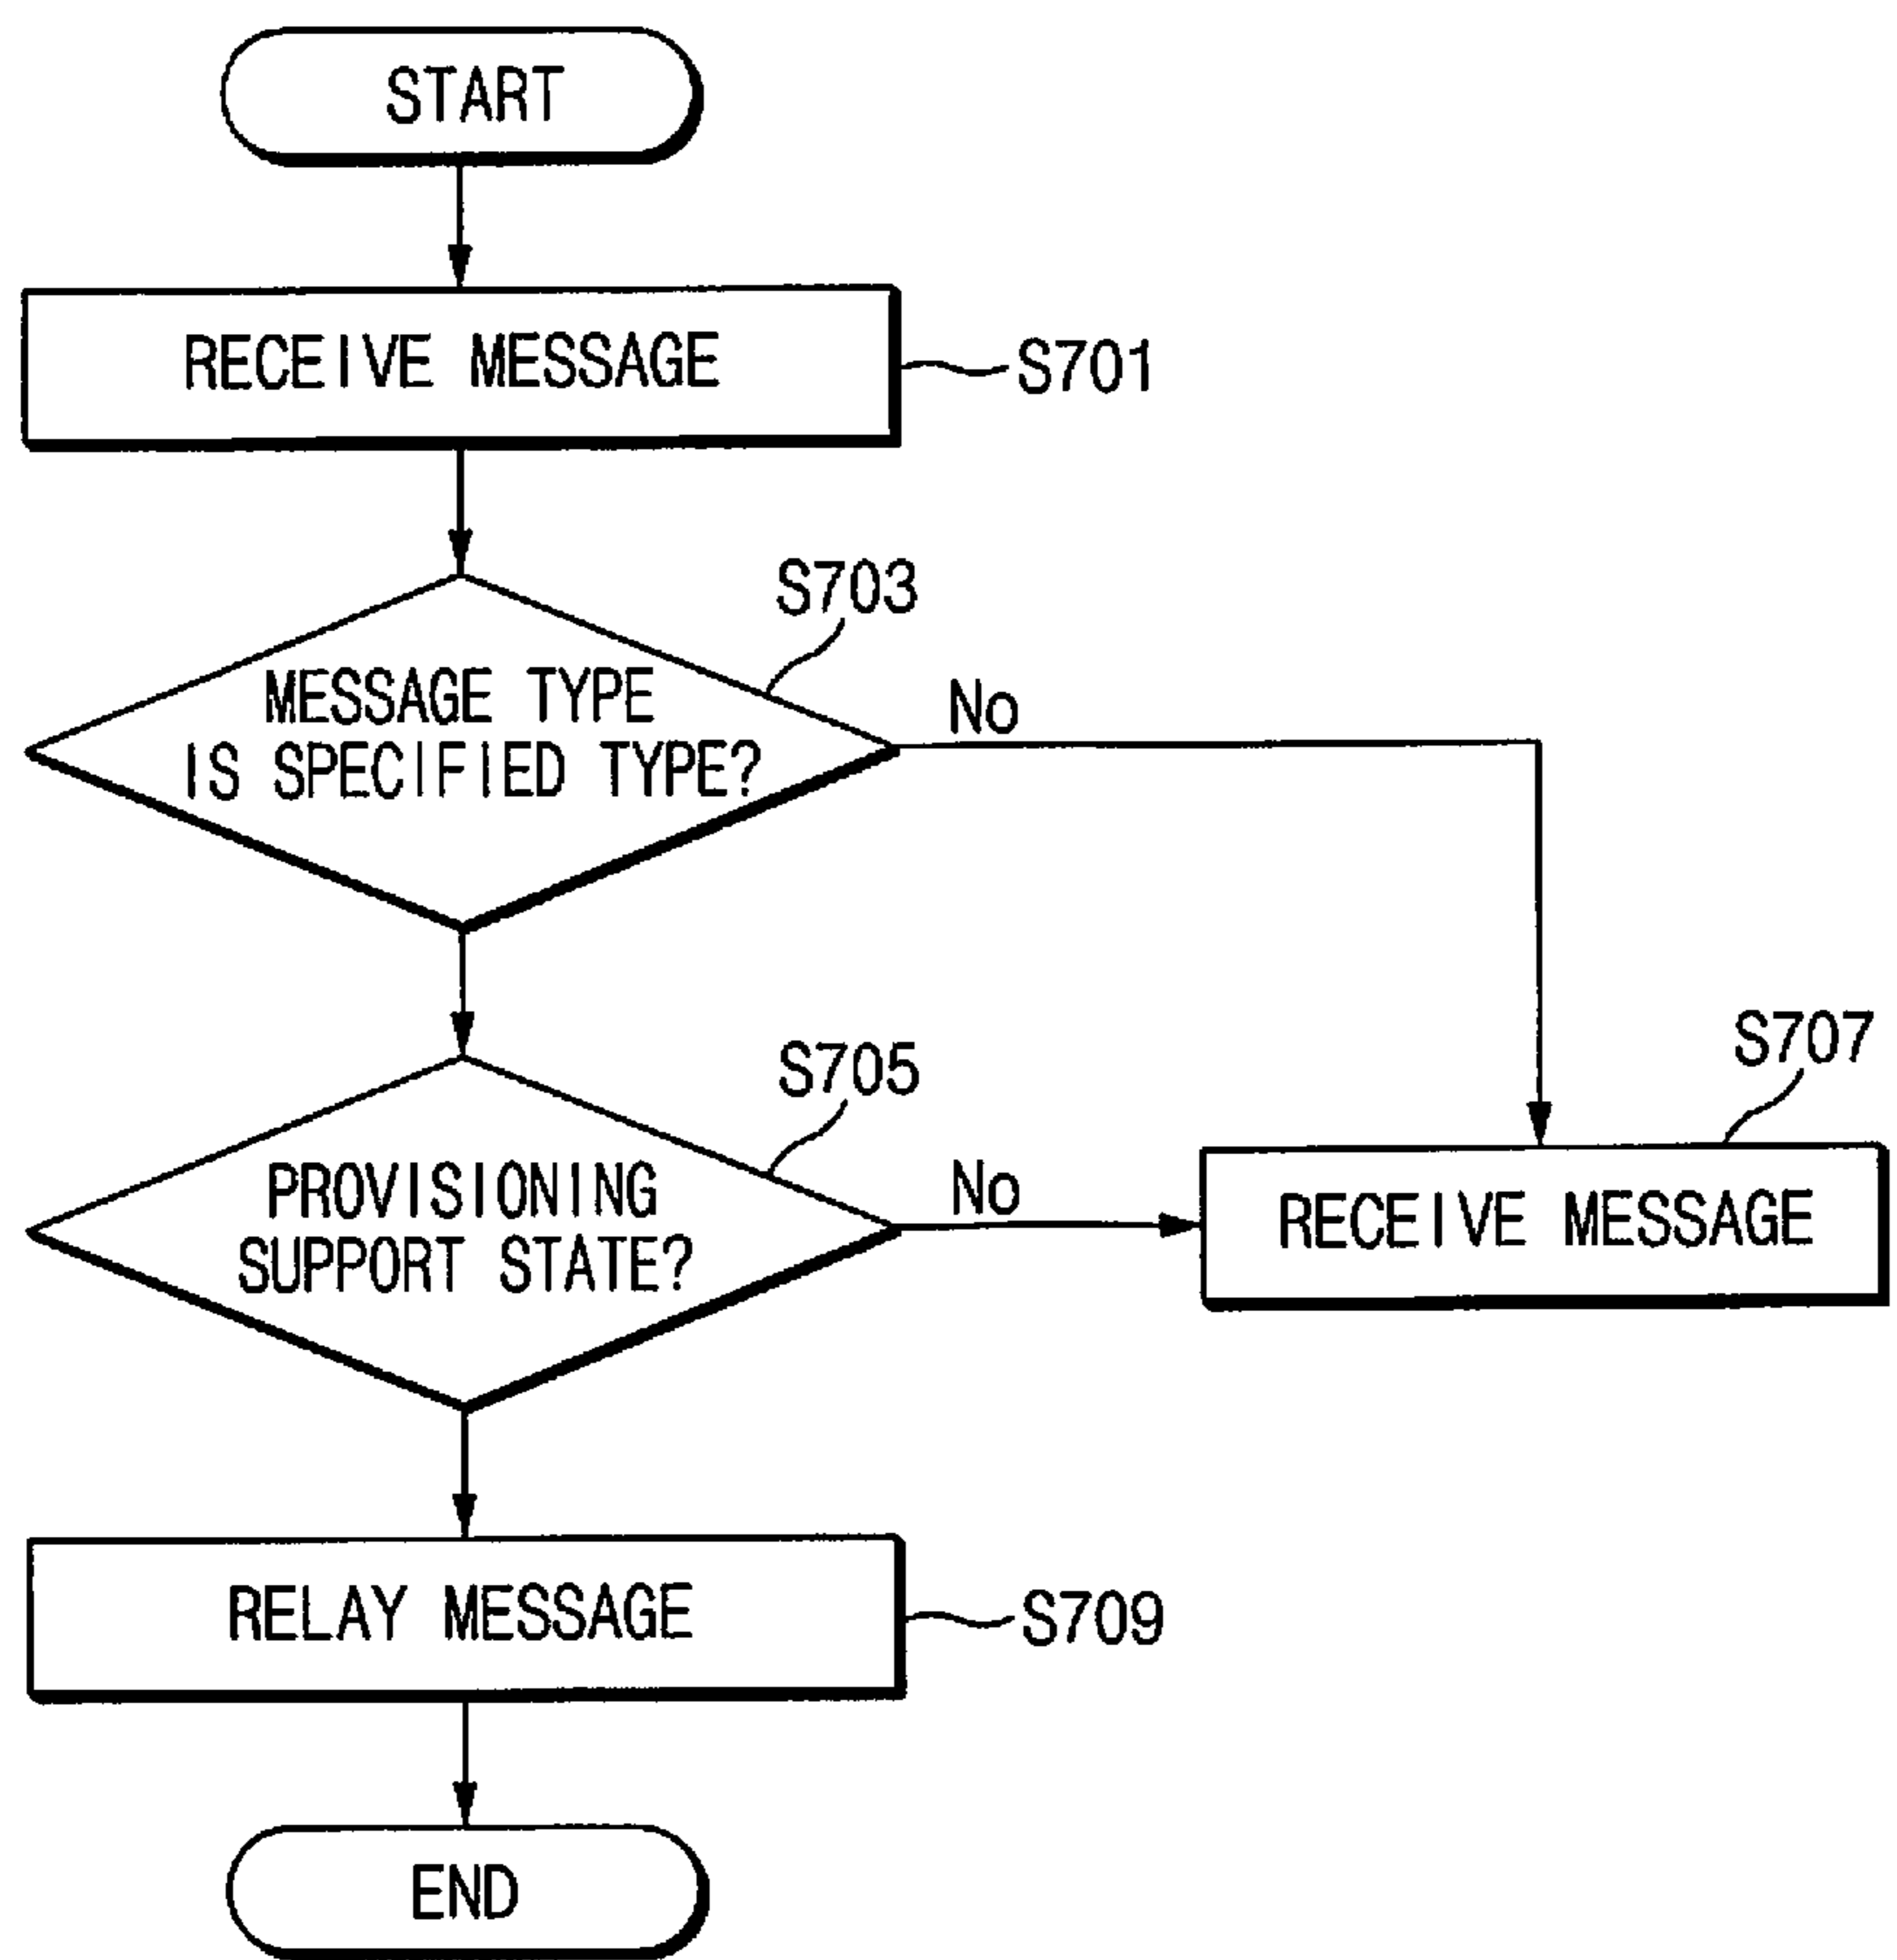 START
RECEIVE MESSAGE
S701
S703
MESSAGE TYPE
IS SPECIFIED TYPE?
No
S705
PROVISIONING
SUPPORT STATE?
No
S707
RECEIVE MESSAGE
RELAY MESSAGE
S709
END